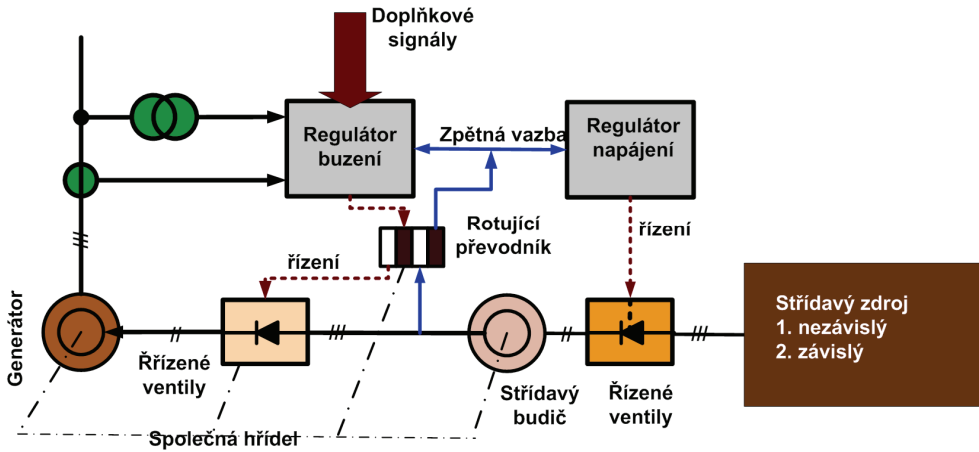 Doplňkové
signály
Regulátor
buzení
Zpětná vazba
Regulátor
napájení
Rotující
převodník
řízení
řízení
Generátor
Řřízené
ventily
Střídavý
budič
Řízené
ventily
Střídavý zdroj
1. nezávislý
2. závislý
Společná hřídel